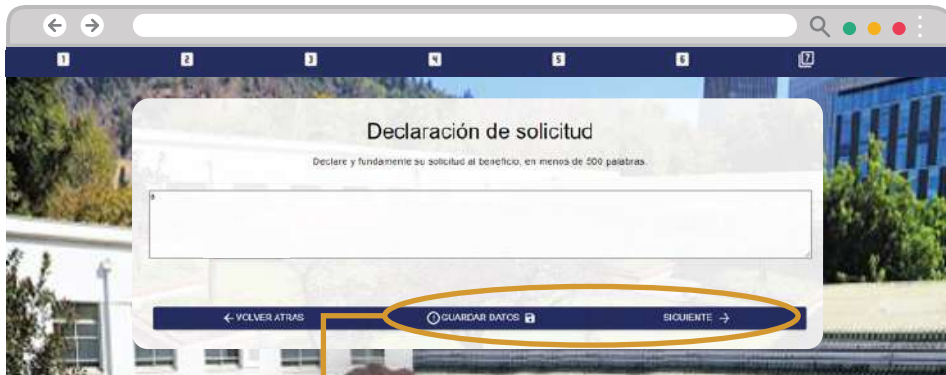 1 2 3 4 5 6 7
Declaración de solicitud
Declare y fundamente su solicitud al beneficio, en menos de 500 palabras.
a
VOLVER ATRAS GUARDAR DATOS SIGUIENTE